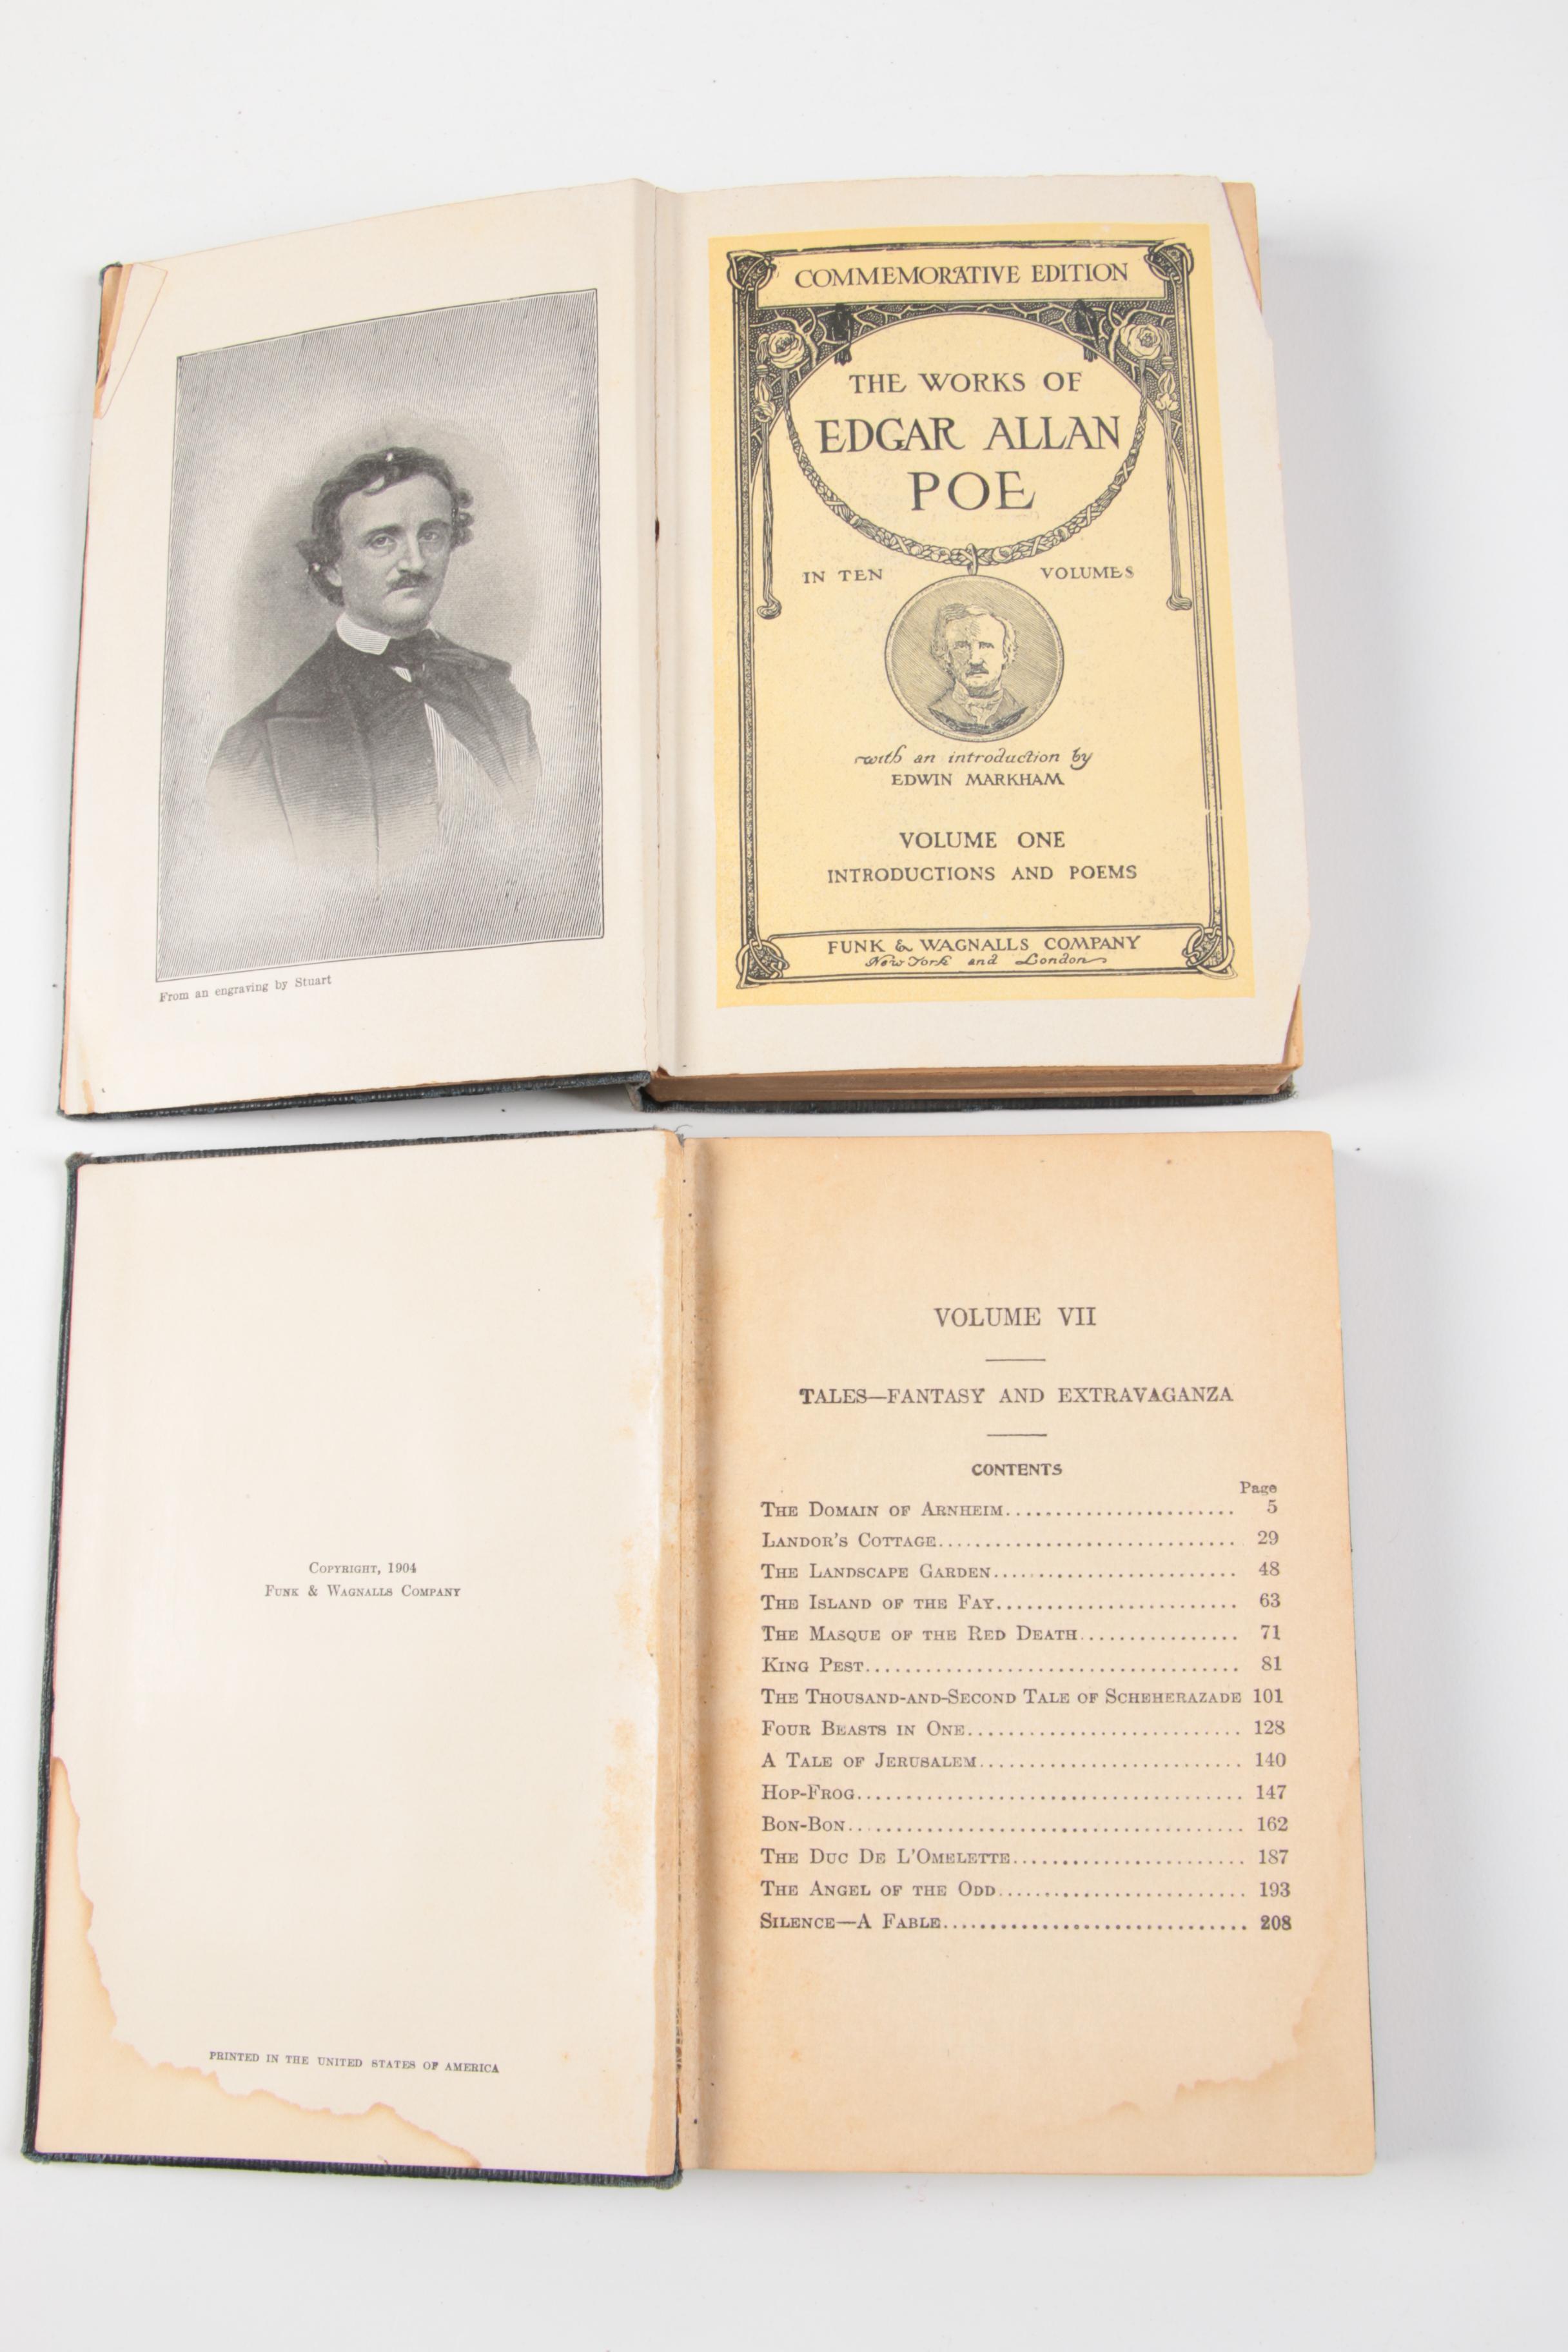 COMMEMORATIVE EDITION
THE WORKS OF
EDGAR ALLAN
POE
IN TEN VOLUMES
with an introduction by
EDWIN MARKHAM
VOLUME ONE
INTRODUCTIONS AND POEMS
FUNK & WAGNALLS COMPANY
New York and London
From an engraving by Stuart
COPYRIGHT, 1904
FUNK & WAGNALLS COMPANY
PRINTED IN THE UNITED STATES OF AMERICA
VOLUME VII
TALES—FANTASY AND EXTRAVAGANZA
CONTENTS
Page
THE DOMAIN OF ARNHEIM....................... 5
LANDOR'S COTTAGE.............................. 29
THE LANDSCAPE GARDEN........................ 48
THE ISLAND OF THE FAY........................ 63
THE MASQUE OF THE RED DEATH................ 71
KING PEST..................................... 81
THE THOUSAND-AND-SECOND TALE OF SCHEHERAZADE 101
FOUR BEASTS IN ONE........................... 128
A TALE OF JERUSALEM.......................... 140
HOP-FROG...................................... 147
BON-BON....................................... 162
THE DUC DE L'OMELETTE....................... 187
THE ANGEL OF THE ODD........................ 193
SILENCE—A FABLE.............................. 208